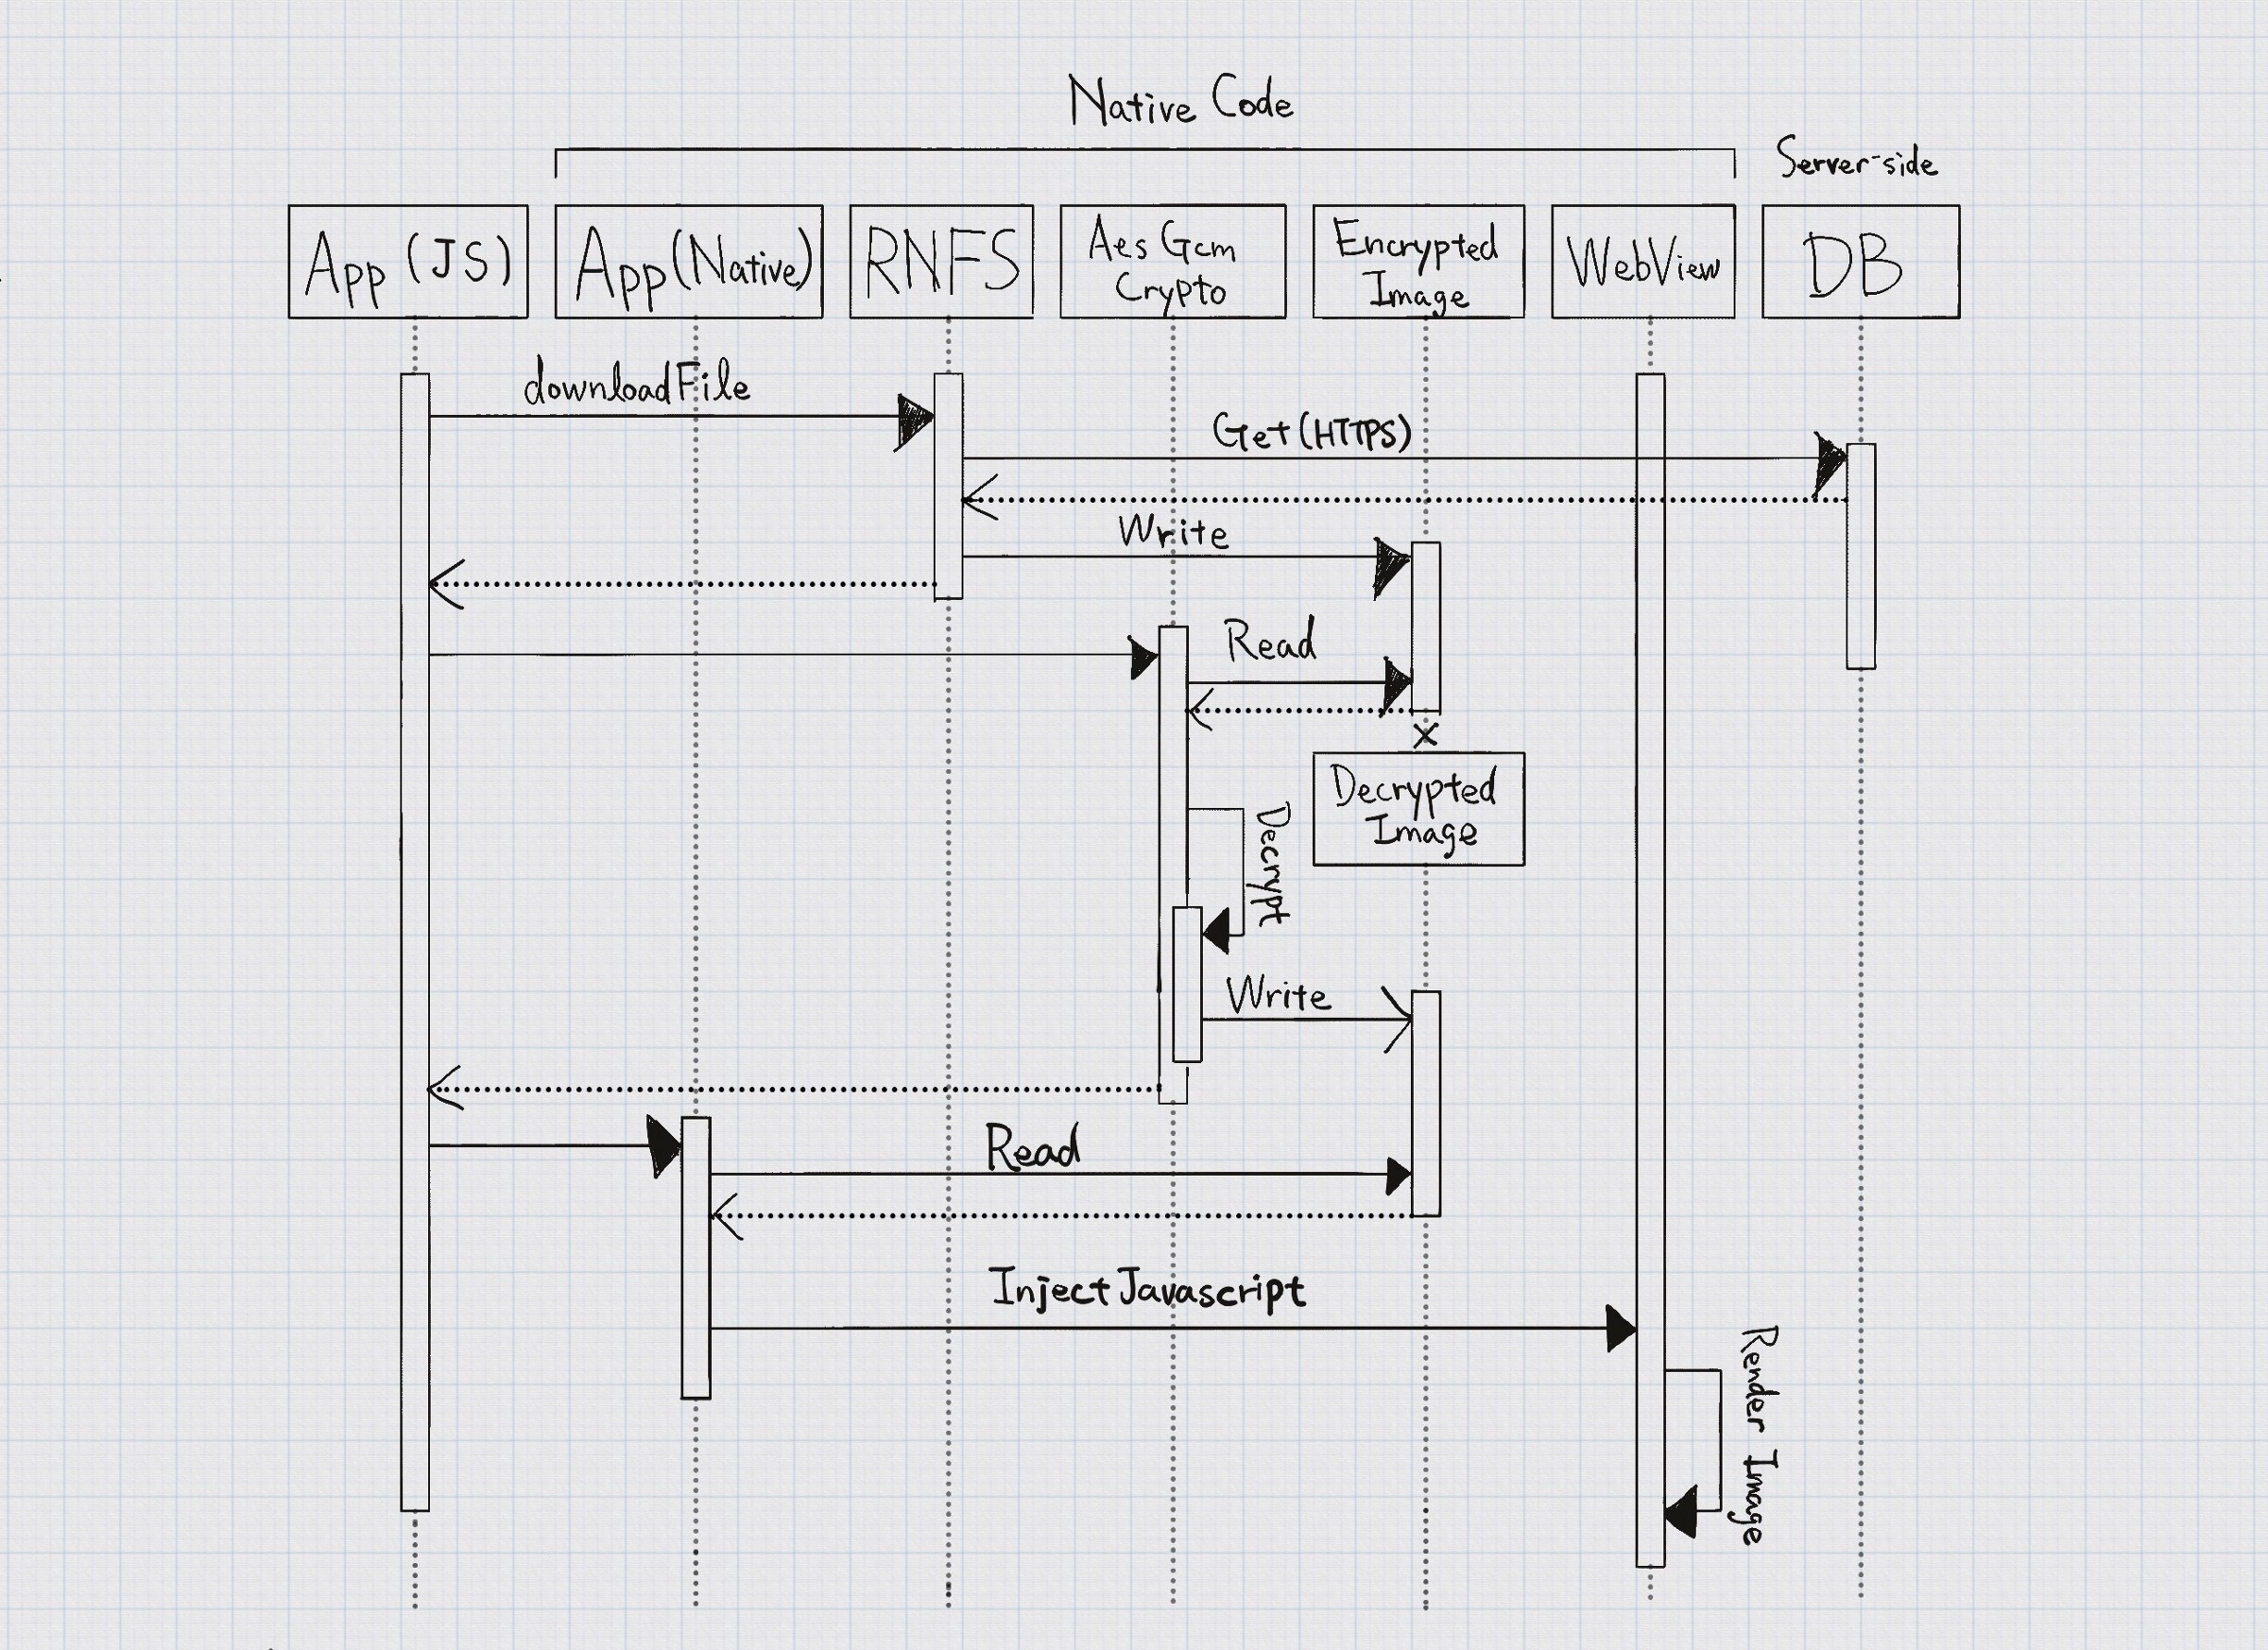 Native Code
Server-side
App (JS)
App (Native)
RNFS
Aes Gcm
Crypto
Encrypted
Image
WebView
DB
downloadFile
Get (HTTPS)
Write
Read
Decrypted
Image
Decrypt
Write
Read
Inject Javascript
Render Image